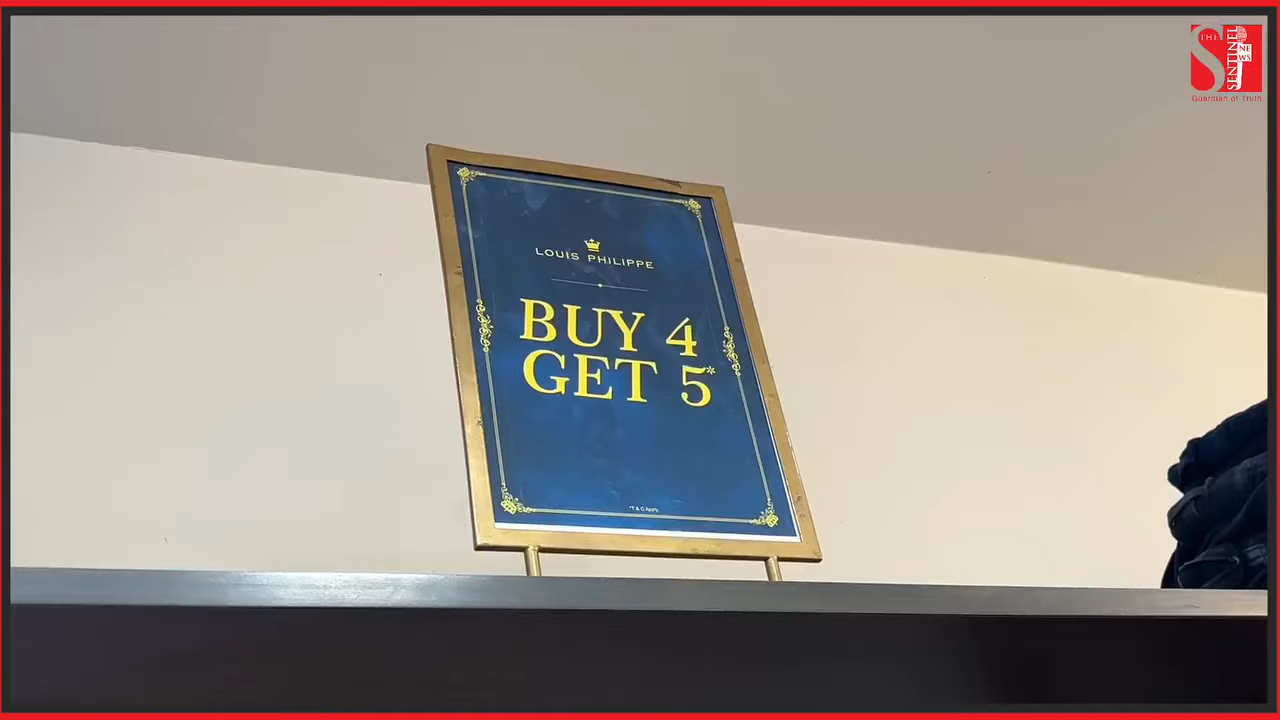 LOUIS PHILIPPE
BUY 4
GET 5*
*T & C APPLY
THE
SENTINEL
NEWS
Guardian of Truth